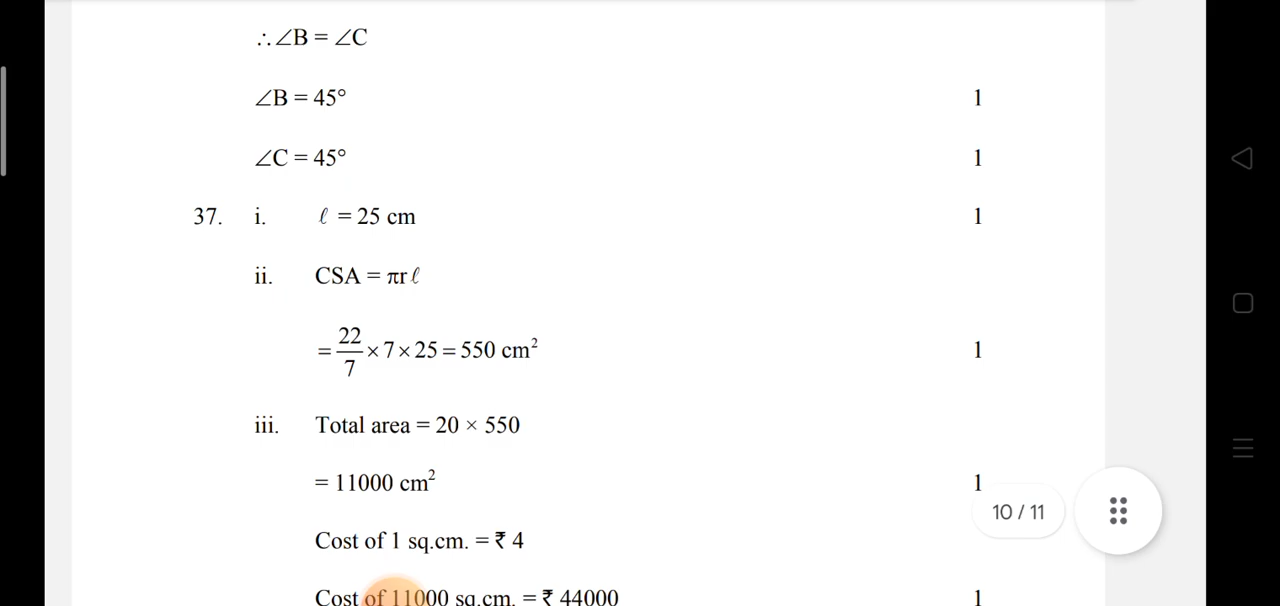 ∴∠B = ∠C
∠B = 45° 1
∠C = 45° 1
37. i. ℓ = 25 cm 1
ii. CSA = πrℓ
= 22/7 × 7 × 25 = 550 cm² 1
iii. Total area = 20 × 550
= 11000 cm² 1
10 / 11
Cost of 1 sq.cm. = ₹ 4
Cost of 11000 sq.cm. = ₹ 44000 1